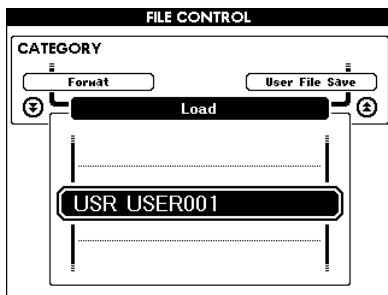 FILE CONTROL
CATEGORY
Format
User File Save
Load
USR USER001